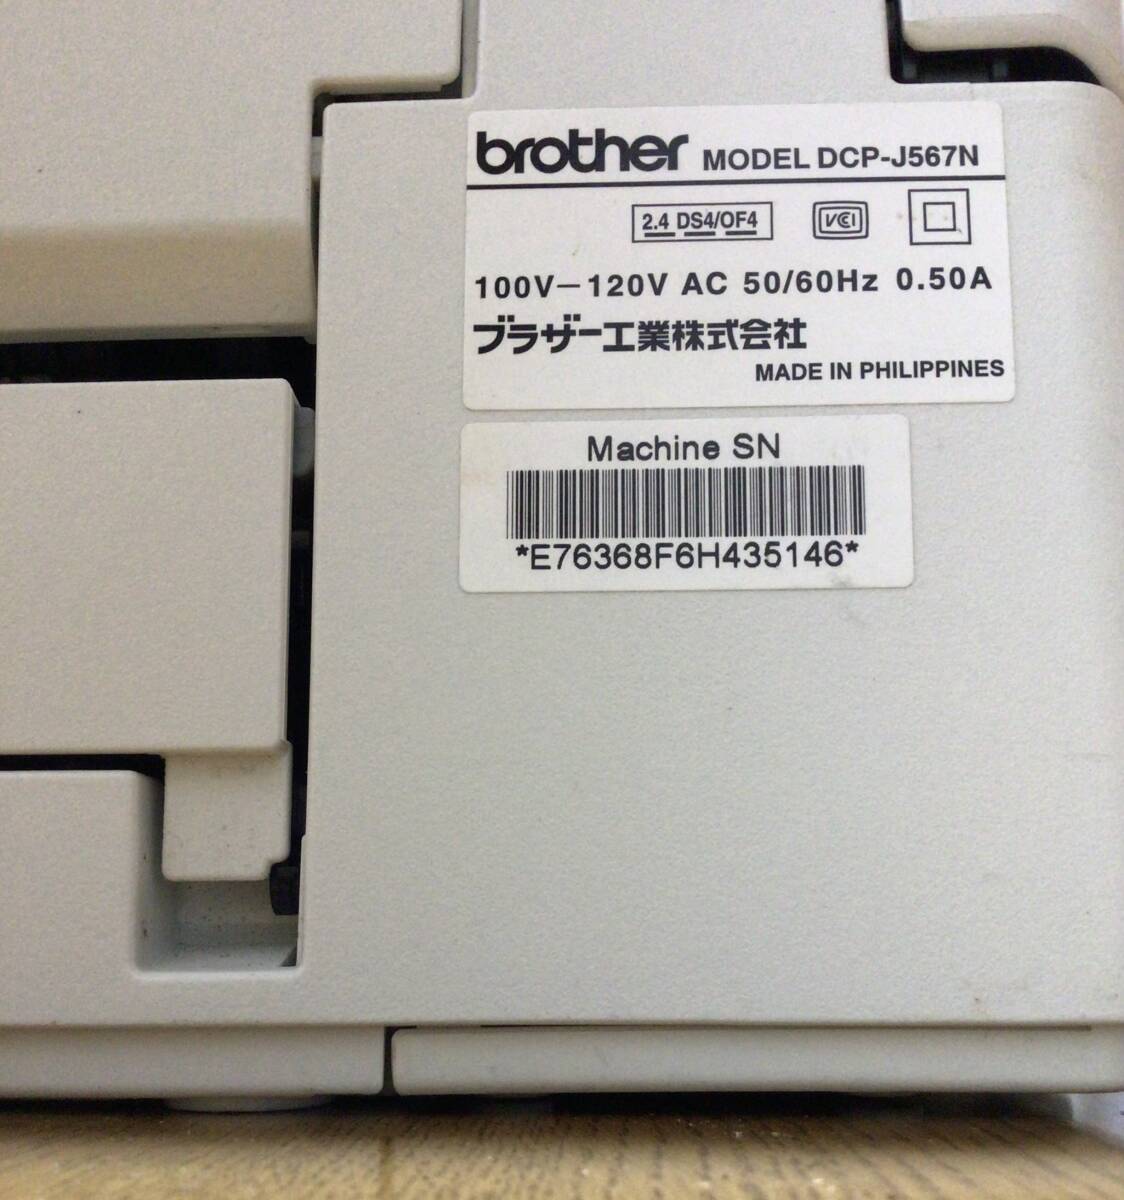 brother MODEL DCP-J567N
2.4 DS4/OF4 VCCI
100V－120V AC 50/60Hz 0.50A
ブラザー工業株式会社
MADE IN PHILIPPINES
Machine SN
*E76368F6H435146*